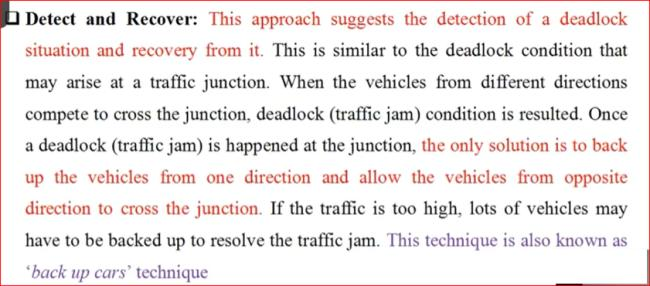 ❑ Detect and Recover: This approach suggests the detection of a deadlock
situation and recovery from it. This is similar to the deadlock condition that
may arise at a traffic junction. When the vehicles from different directions
compete to cross the junction, deadlock (traffic jam) condition is resulted. Once
a deadlock (traffic jam) is happened at the junction, the only solution is to back
up the vehicles from one direction and allow the vehicles from opposite
direction to cross the junction. If the traffic is too high, lots of vehicles may
have to be backed up to resolve the traffic jam. This technique is also known as
‘back up cars’ technique